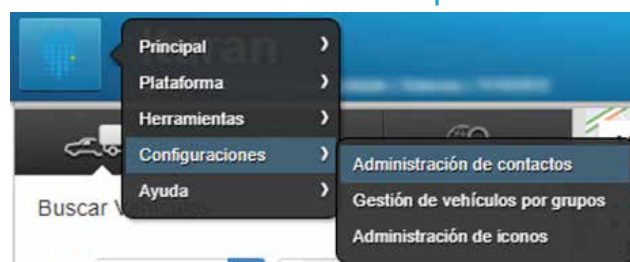 Principal
Plataforma
Herramientas
Configuraciones
Administración de contactos
Ayuda
Gestión de vehículos por grupos
Buscar
Administración de iconos